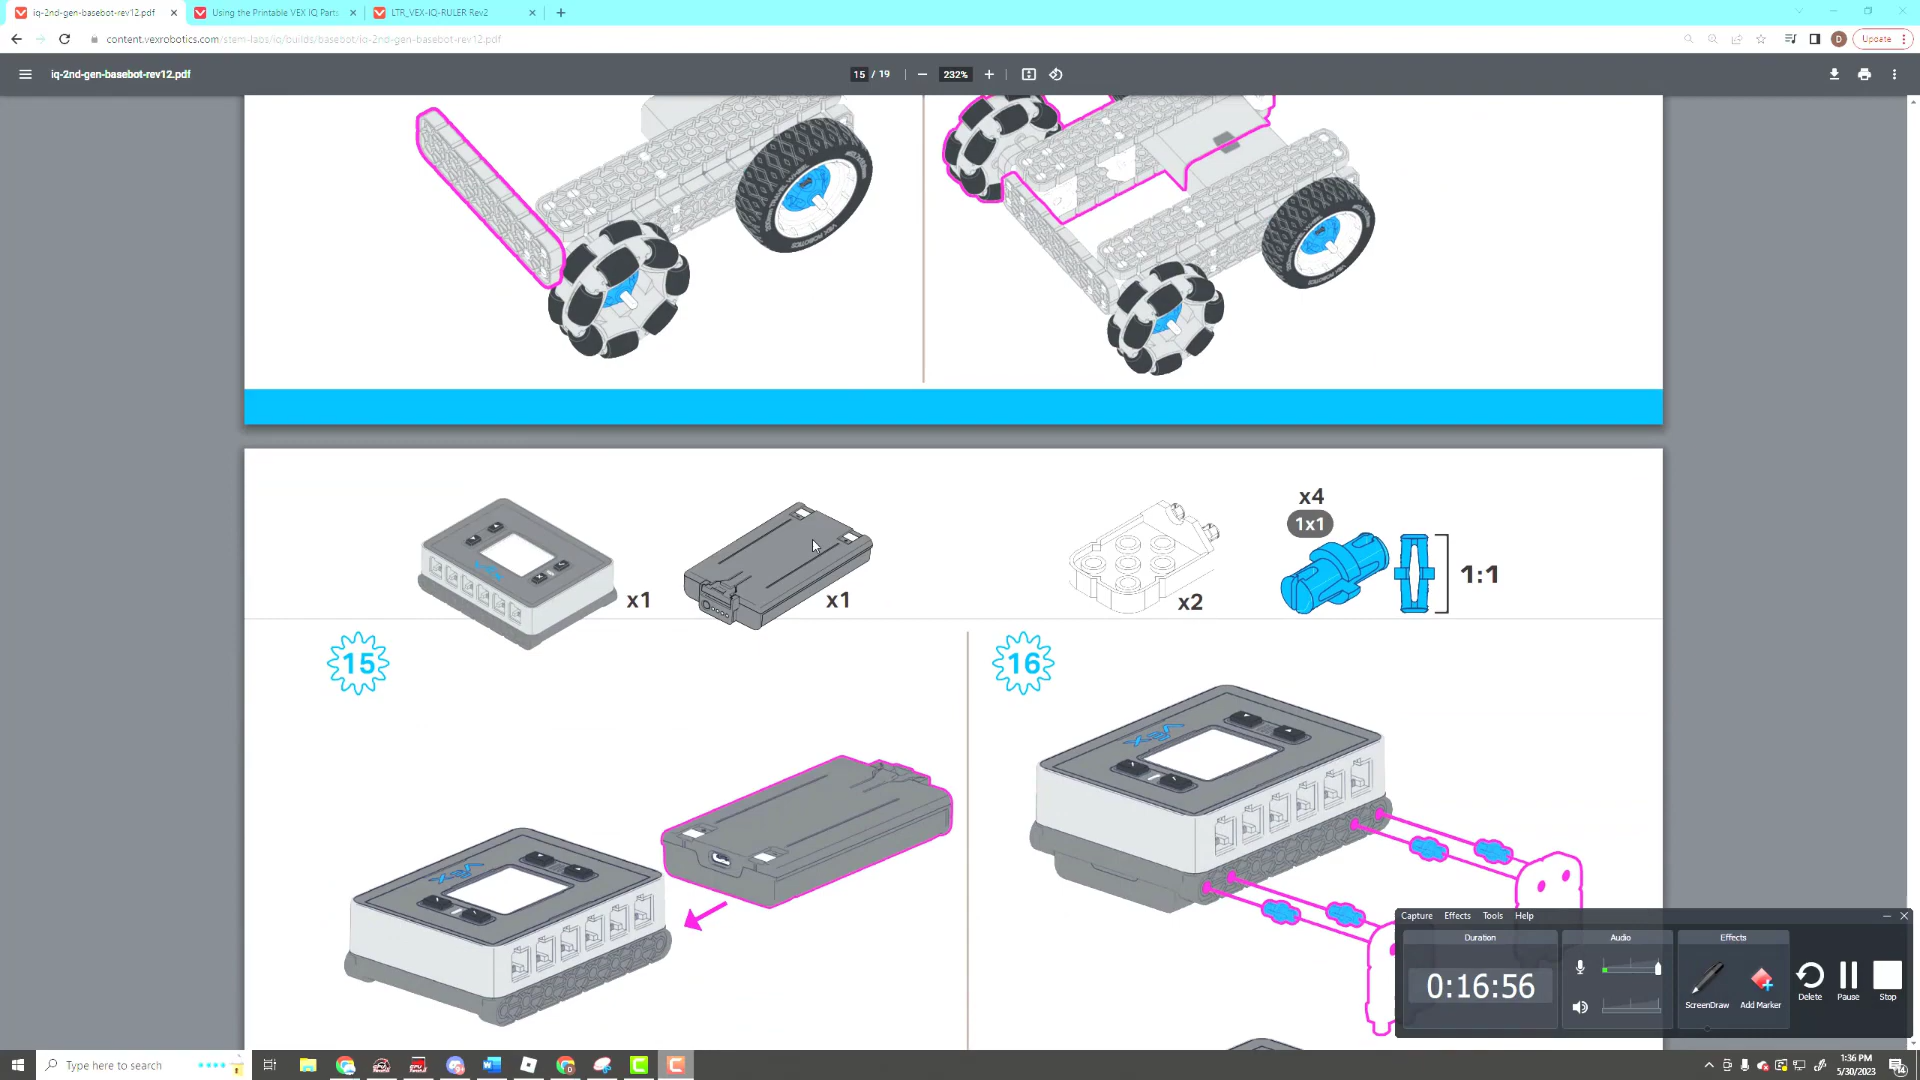 iq-2nd-gen-basebot-rev12.pdf
Using the Printable VEX IQ Parts
LTR_VEX-IQ-RULER Rev2
content.vexrobotics.com/stem-labs/iq/builds/basebot/iq-2nd-gen-basebot-rev12.pdf
D
Update
iq-2nd-gen-basebot-rev12.pdf
15 / 19
232%
x4
1x1
1:1
x1
x1
x2
15
16
VEX
VEX
Capture Effects Tools Help
Duration
Audio
Effects
0:16:56
ScreenDraw
Add Marker
Delete
Pause
Stop
Type here to search
1:36 PM
5/30/2023